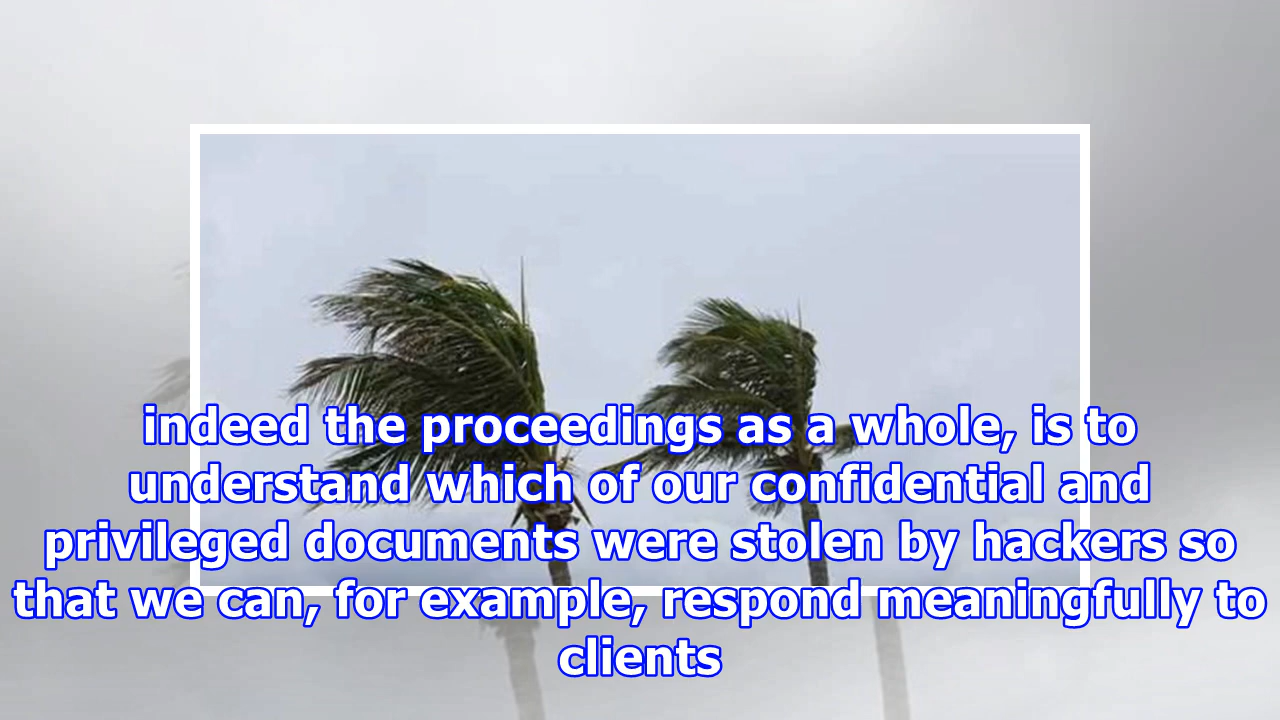 indeed the proceedings as a whole, is to
understand which of our confidential and
privileged documents were stolen by hackers so
that we can, for example, respond meaningfully to
clients